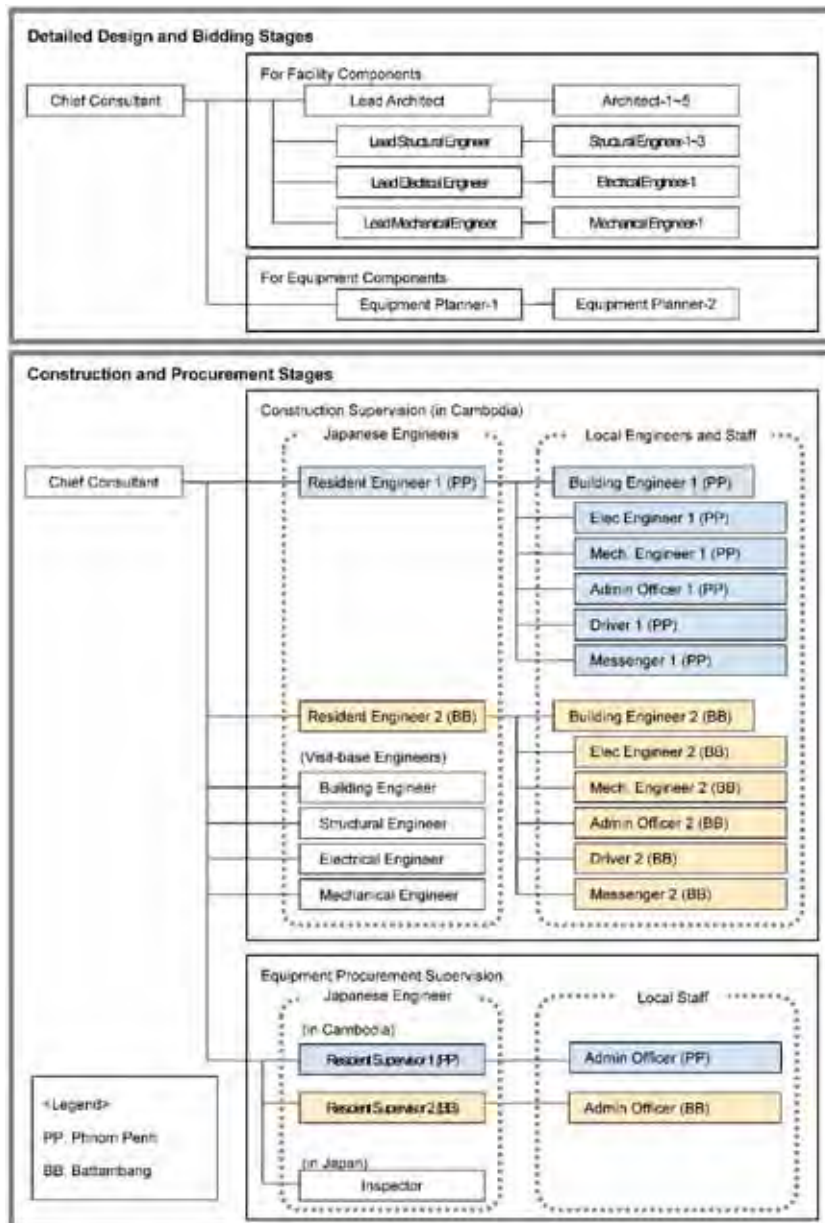 Detailed Design and Bidding Stages
For Facility Components
Chief Consultant
Lead Architect
Architect-1~5
Lead Structural Engineer
Structural Engineer-1~3
Lead Electrical Engineer
Electrical Engineer-1
Lead Mechanical Engineer
Mechanical Engineer-1
For Equipment Components
Equipment Planner-1
Equipment Planner-2
Construction and Procurement Stages
Construction Supervision (in Cambodia)
Japanese Engineers
Local Engineers and Staff
Chief Consultant
Resident Engineer 1 (PP)
Building Engineer 1 (PP)
Elec Engineer 1 (PP)
Mech. Engineer 1 (PP)
Admin Officer 1 (PP)
Driver 1 (PP)
Messenger 1 (PP)
Resident Engineer 2 (BB)
Building Engineer 2 (BB)
(Visit-base Engineers)
Elec Engineer 2 (BB)
Building Engineer
Mech. Engineer 2 (BB)
Structural Engineer
Admin Officer 2 (BB)
Electrical Engineer
Driver 2 (BB)
Mechanical Engineer
Messenger 2 (BB)
Equipment Procurement Supervision
Japanese Engineer
Local Staff
(in Cambodia)
Resident Supervisor 1 (PP)
Admin Officer (PP)
Resident Supervisor 2 (BB)
Admin Officer (BB)
(in Japan)
Inspector
<Legend>
PP: Phnom Penh
BB: Battambang